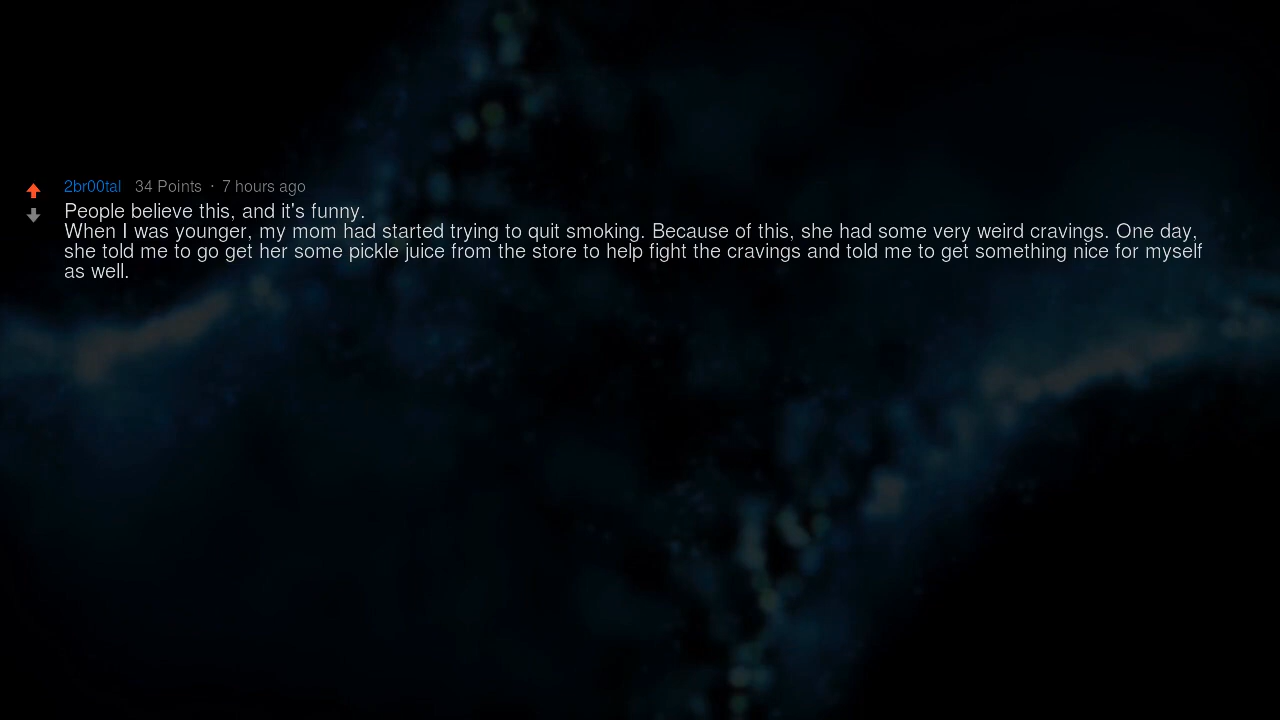 2br00tal 34 Points · 7 hours ago
People believe this, and it's funny.
When I was younger, my mom had started trying to quit smoking. Because of this, she had some very weird cravings. One day,
she told me to go get her some pickle juice from the store to help fight the cravings and told me to get something nice for myself
as well.